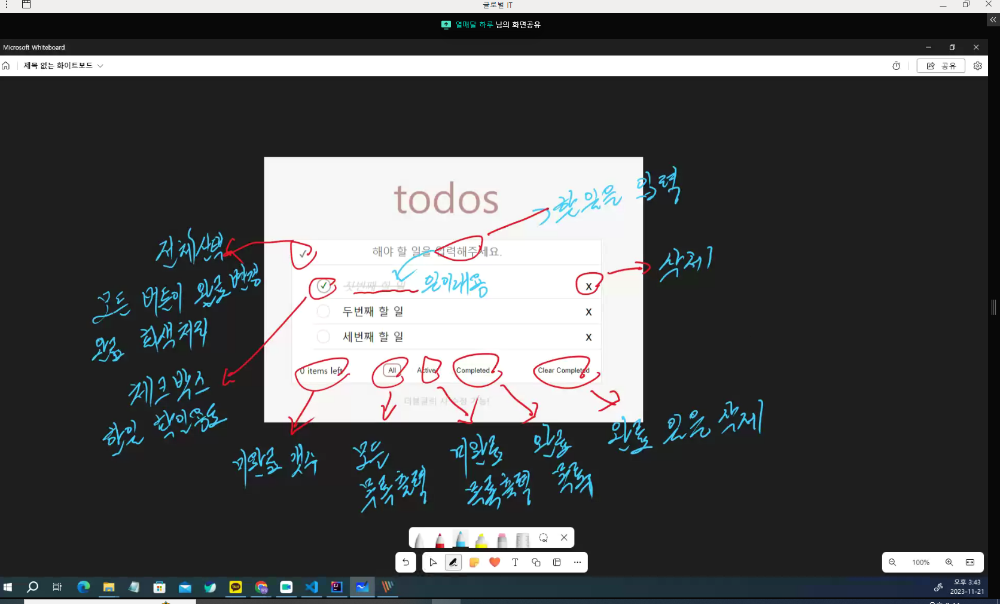 글로벌 IT
열매달 하루 님의 화면공유
Microsoft Whiteboard
제목 없는 화이트보드
공유
todos
할 일을 입력
해야 할 일을 입력해주세요.
전체선택
삭제
첫번째 할 일
일의내용
x
모든 버튼이 완료 변경
두번째 할 일
x
완료 회색처리
세번째 할 일
x
0 items left
All
Active
Completed
Clear Completed
체크박스
더블클릭 시 수정 가능!
할일 확인용도
미완료 갯수
모든
목록출력
미완료
목록출력
완료
목록
완료 일을 삭제
100%
오후 3:43
2023-11-21